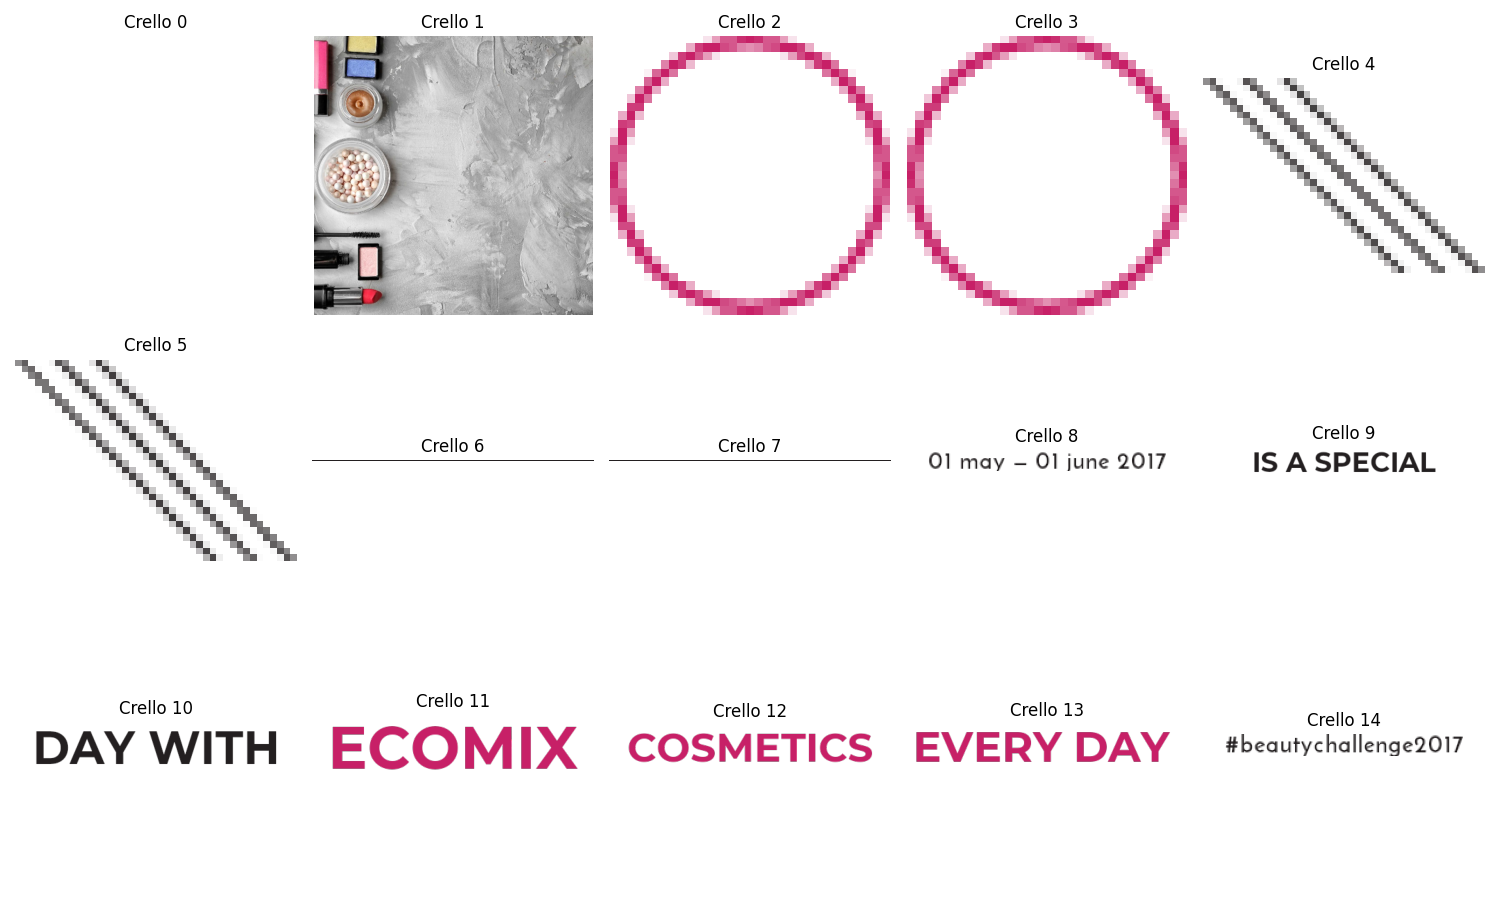 Crello 0
Crello 1
Crello 2
Crello 3
Crello 4
Crello 5
Crello 6
Crello 7
Crello 8
01 may – 01 june 2017
Crello 9
IS A SPECIAL
Crello 10
DAY WITH
Crello 11
ECOMIX
Crello 12
COSMETICS
Crello 13
EVERY DAY
Crello 14
#beautychallenge2017